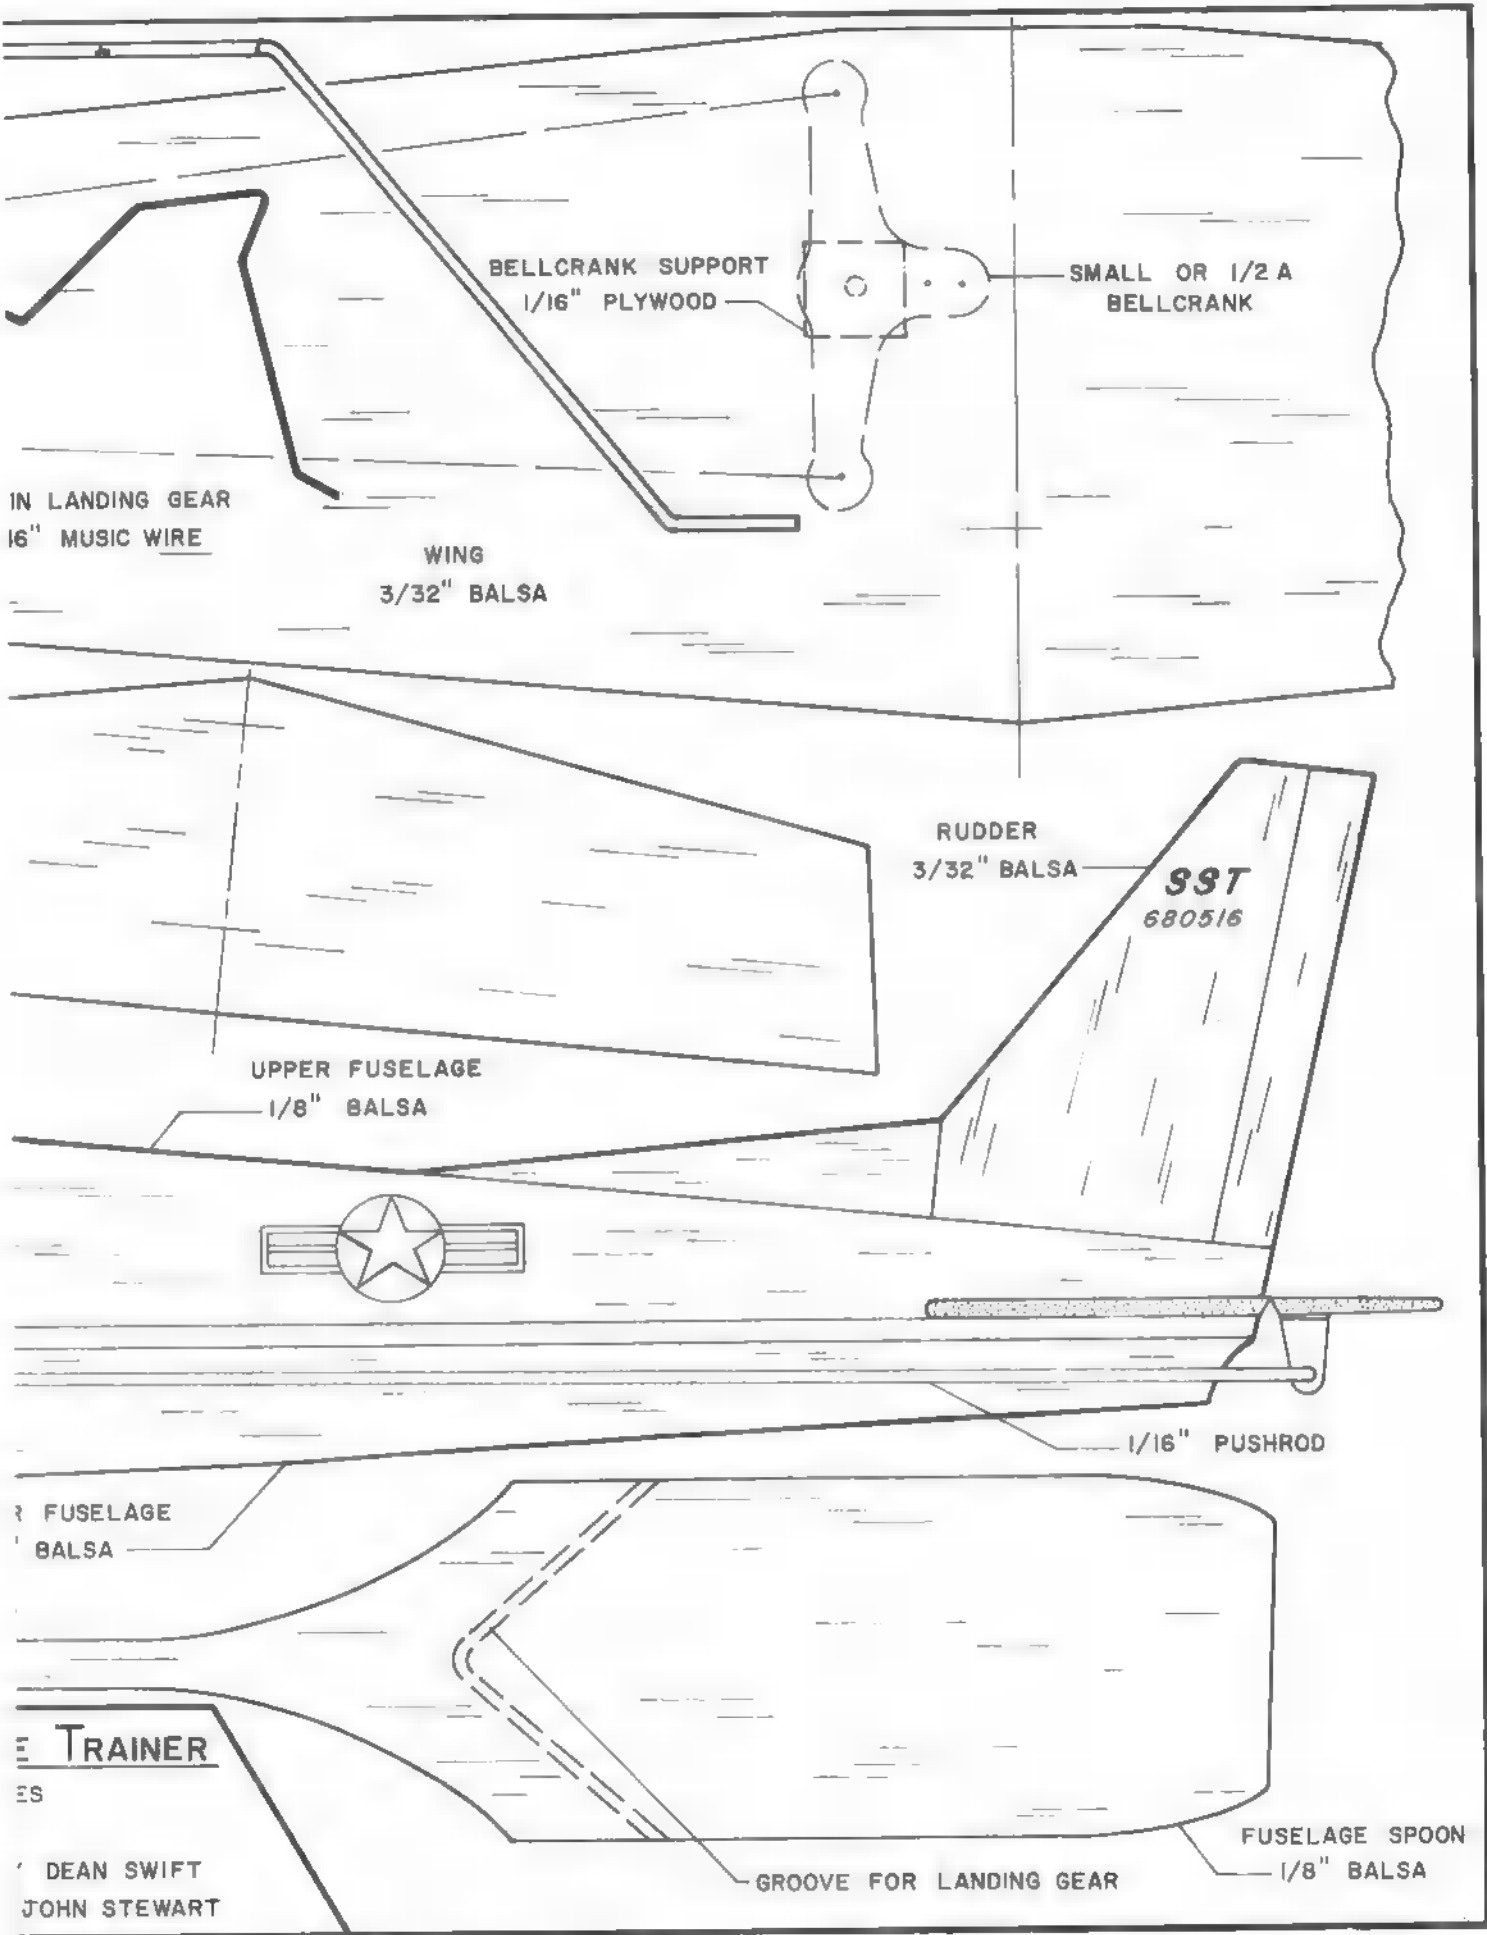 BELLCRANK SUPPORT
1/16" PLYWOOD
SMALL OR 1/2 A
BELLCRANK
IN LANDING GEAR
16" MUSIC WIRE
WING
3/32" BALSA
RUDDER
3/32" BALSA
SST
680516
UPPER FUSELAGE
1/8" BALSA
1/16" PUSHROD
R FUSELAGE
" BALSA
E TRAINER
ES
DEAN SWIFT
JOHN STEWART
GROOVE FOR LANDING GEAR
FUSELAGE SPOON
1/8" BALSA